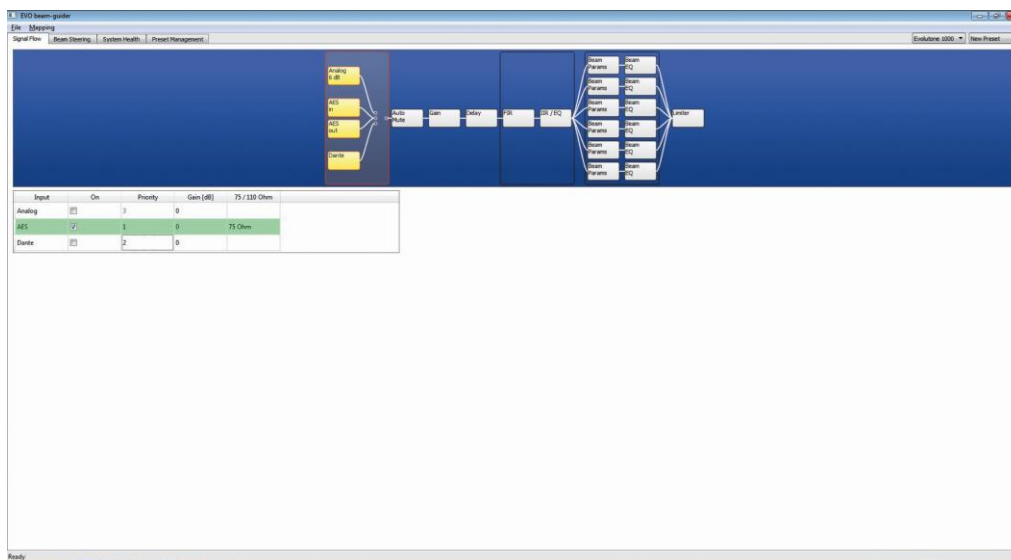 EVO beam-guider
File Mapping
Signal Flow Beam Steering System Health Preset Management Evolutone 1000 New Preset
Analog
6 dB
AES
in
AES
out
Dante
Auto
Mute
Gain
Delay
FIR
IIR / EQ
Beam
Params
Beam
EQ
Beam
Params
Beam
EQ
Beam
Params
Beam
EQ
Beam
Params
Beam
EQ
Beam
Params
Beam
EQ
Beam
Params
Beam
EQ
Limiter
Input On Priority Gain [dB] 75 / 110 Ohm
Analog 3 0
AES 1 0 75 Ohm
Dante 2 0
Ready